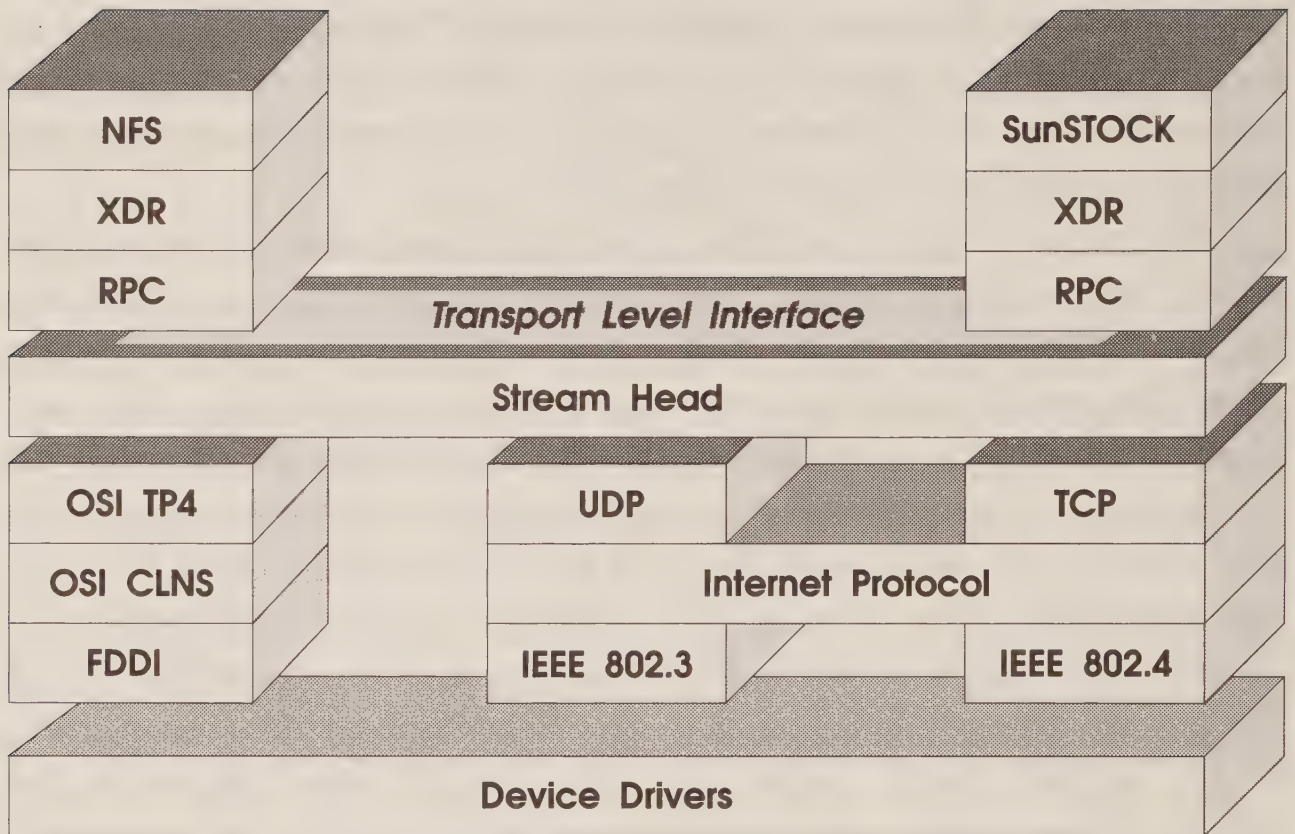 NFS
SunSTOCK
XDR
XDR
RPC
RPC
Transport Level Interface
Stream Head
OSI TP4
UDP
TCP
OSI CLNS
Internet Protocol
FDDI
IEEE 802.3
IEEE 802.4
Device Drivers